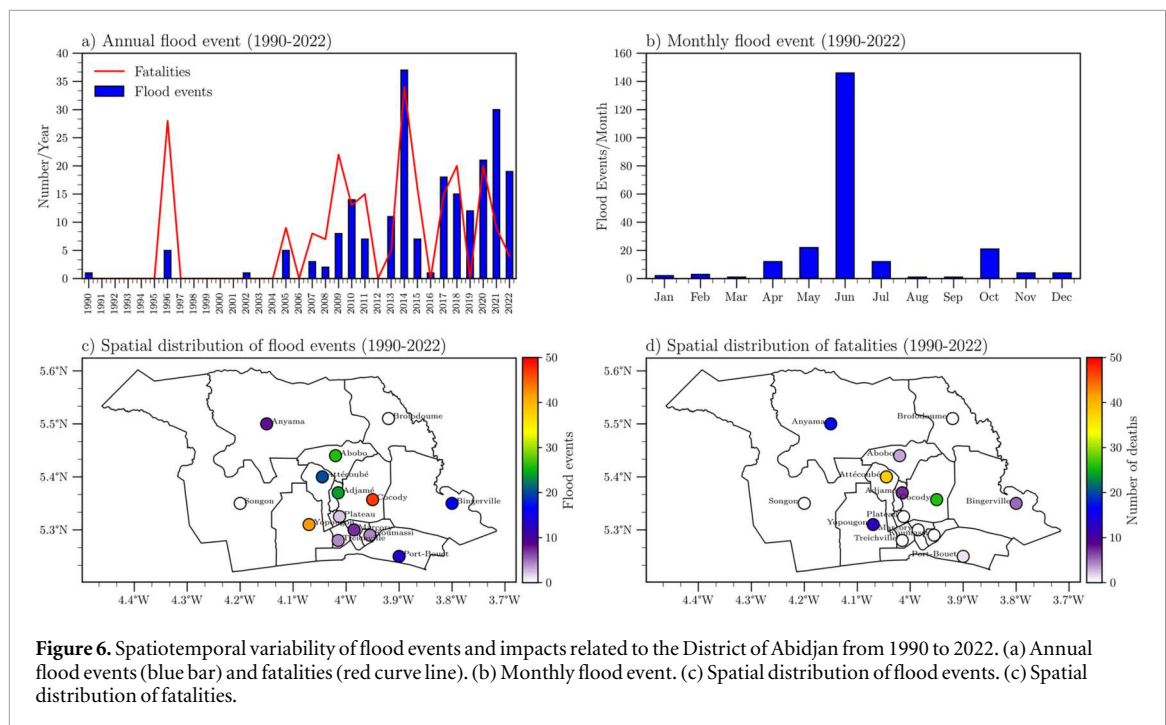 a) Annual flood event (1990-2022)
40
35
30
25
20
15
10
5
0
Number/Year
Fatalities
Flood events
1990 1991 1992 1993 1994 1995 1996 1997 1998 1999 2000 2001 2002 2003 2004 2005 2006 2007 2008 2009 2010 2011 2012 2013 2014 2015 2016 2017 2018 2019 2020 2021 2022
b) Monthly flood event (1990-2022)
160
140
120
100
80
60
40
20
0
Flood Events/Month
Jan Feb Mar Apr May Jun Jul Aug Sep Oct Nov Dec
c) Spatial distribution of flood events (1990-2022)
5.6°N
5.5°N
5.4°N
5.3°N
Anyama
Brofodoume
Abobo
Attécoubé
Adjamé
Cocody
Songon
Bingerville
Plateau
Yopougon
Marcory
Koumassi
Treichville
Port-Bouet
4.4°W 4.3°W 4.2°W 4.1°W 4°W 3.9°W 3.8°W 3.7°W
50
40
30
20
10
0
Flood events
d) Spatial distribution of fatalities (1990-2022)
5.6°N
5.5°N
5.4°N
5.3°N
Anyama
Brofodoume
Abobo
Attécoubé
Adjamé
Cocody
Songon
Bingerville
Plateau
Yopougon
Marcory
Koumassi
Treichville
Port-Bouet
4.4°W 4.3°W 4.2°W 4.1°W 4°W 3.9°W 3.8°W 3.7°W
50
40
30
20
10
0
Number of deaths
Figure 6. Spatiotemporal variability of flood events and impacts related to the District of Abidjan from 1990 to 2022. (a) Annual
flood events (blue bar) and fatalities (red curve line). (b) Monthly flood event. (c) Spatial distribution of flood events. (c) Spatial
distribution of fatalities.